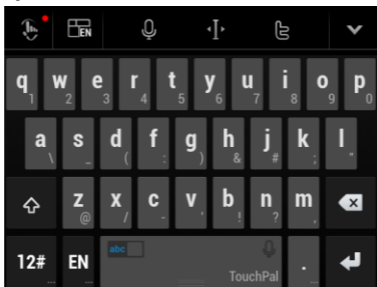 EN
q 1 w 2 e 3 r 4 t 5 y 6 u 7 i 8 o 9 p 0
a \ s _ d ( f : g ) h & j # k ; l "
z @ x / c - v ' b ! n ? m ,
12# ... EN ... abc TouchPal . ...